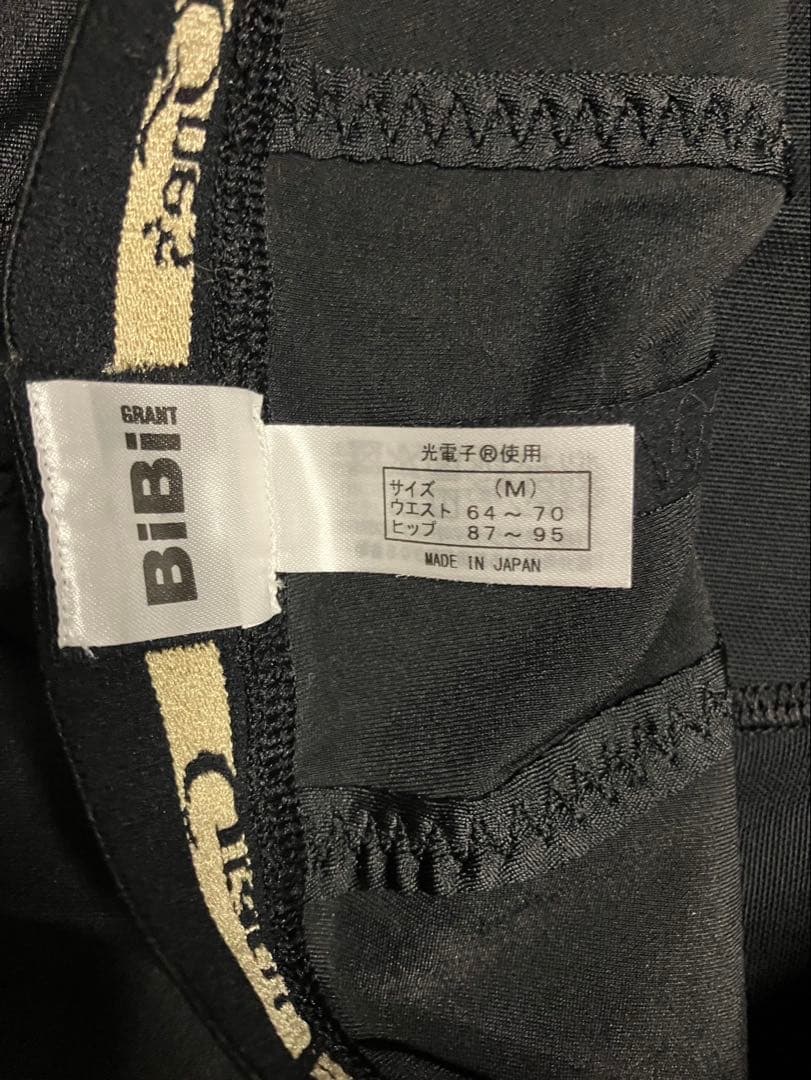 GRANT
BiBi
光電子®使用
サイズ （M）
ウエスト 64～70
ヒップ 87～95
MADE IN JAPAN